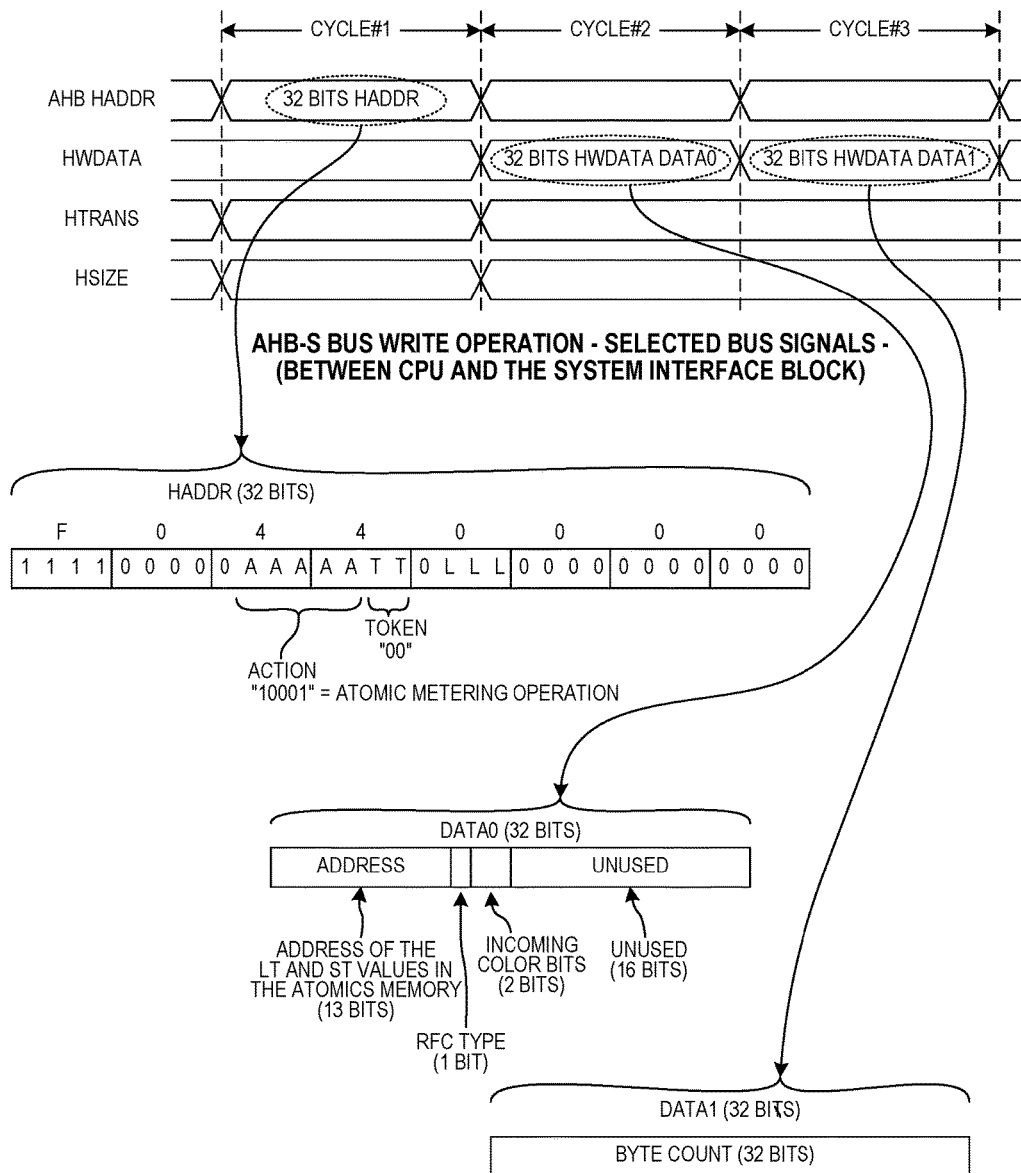 CYCLE#1 CYCLE#2 CYCLE#3
AHB HADDR 32 BITS HADDR
HWDATA 32 BITS HWDATA DATA0 32 BITS HWDATA DATA1
HTRANS
HSIZE
AHB-S BUS WRITE OPERATION - SELECTED BUS SIGNALS -
(BETWEEN CPU AND THE SYSTEM INTERFACE BLOCK)
HADDR (32 BITS)
F 0 4 4 0 0 0 0
1 1 1 1 0 0 0 0 0 A A A A A T T 0 L L L 0 0 0 0 0 0 0 0 0 0 0 0
TOKEN
"00"
ACTION
"10001" = ATOMIC METERING OPERATION
DATA0 (32 BITS)
ADDRESS UNUSED
ADDRESS OF THE
LT AND ST VALUES IN
THE ATOMICS MEMORY
(13 BITS)
RFC TYPE
(1 BIT)
INCOMING
COLOR BITS
(2 BITS)
UNUSED
(16 BITS)
DATA1 (32 BITS)
BYTE COUNT (32 BITS)